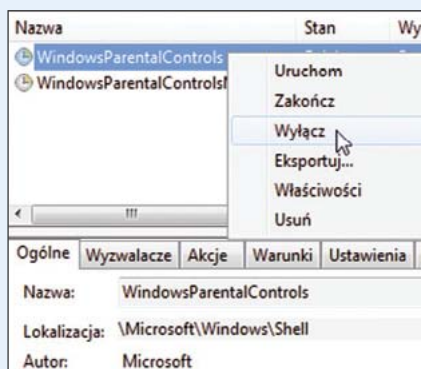 Nazwa Stan Wy
WindowsParentalControls
WindowsParentalControls
Uruchom
Zakończ
Wyłącz
Eksportuj...
Właściwości
Usuń
Ogólne Wyzwalacze Akcje Warunki Ustawienia
Nazwa: WindowsParentalControls
Lokalizacja: \Microsoft\Windows\Shell
Autor: Microsoft